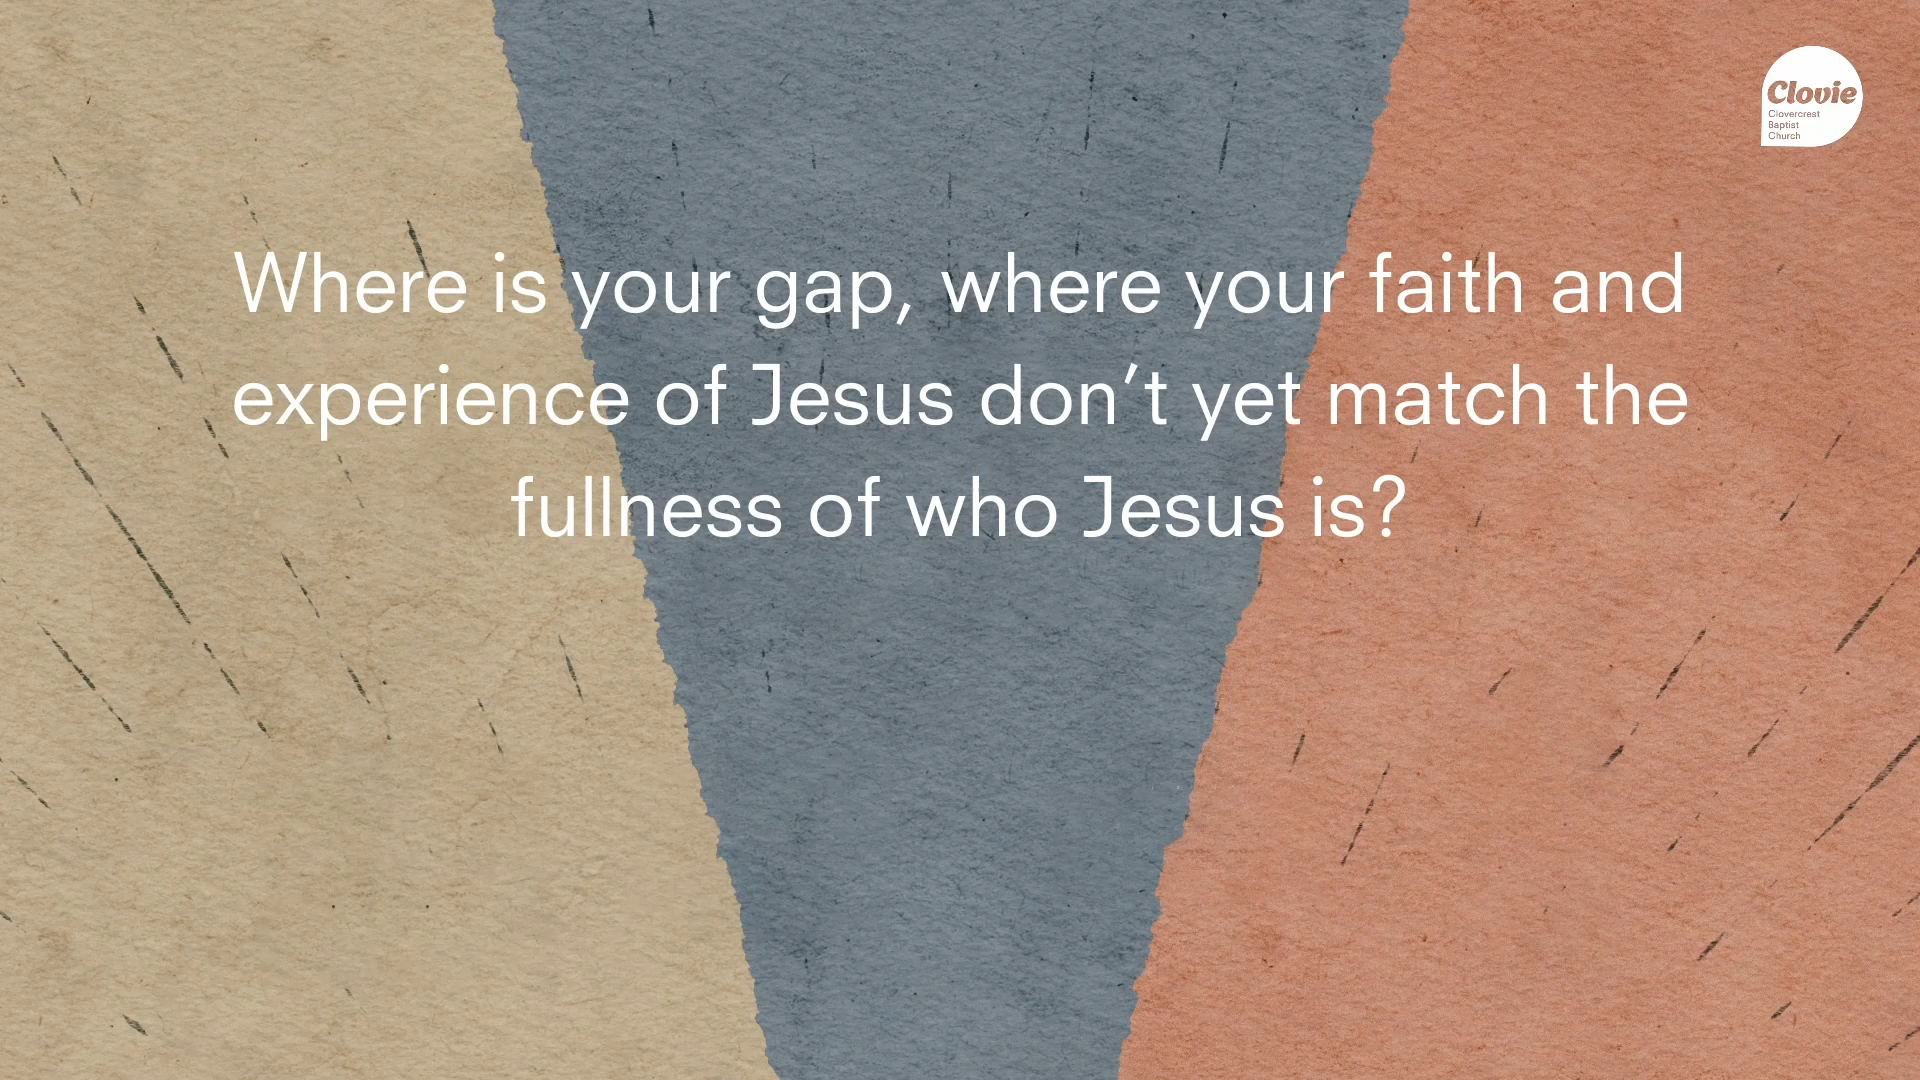 Clovie
Clovercrest
Baptist
Church
Where is your gap, where your faith and
experience of Jesus don’t yet match the
fullness of who Jesus is?